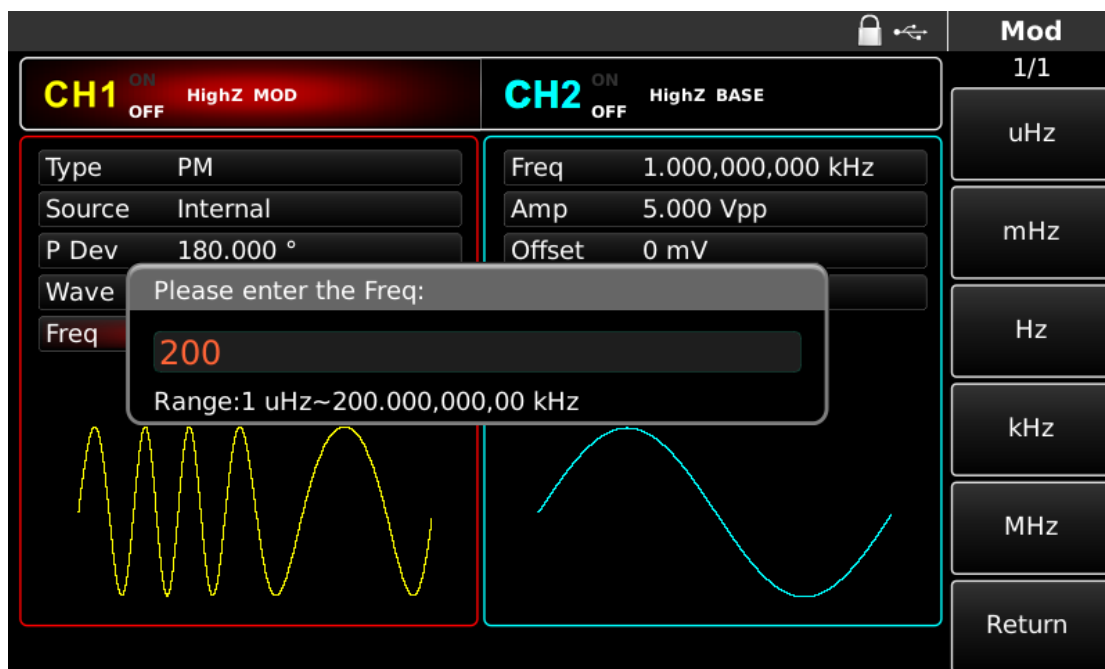 Mod
1/1
CH1 ON OFF HighZ MOD
CH2 ON OFF HighZ BASE
Type PM
Source Internal
P Dev 180.000 °
Wave
Freq
Freq 1.000,000,000 kHz
Amp 5.000 Vpp
Offset 0 mV
Please enter the Freq:
200
Range:1 uHz~200.000,000,00 kHz
uHz
mHz
Hz
kHz
MHz
Return